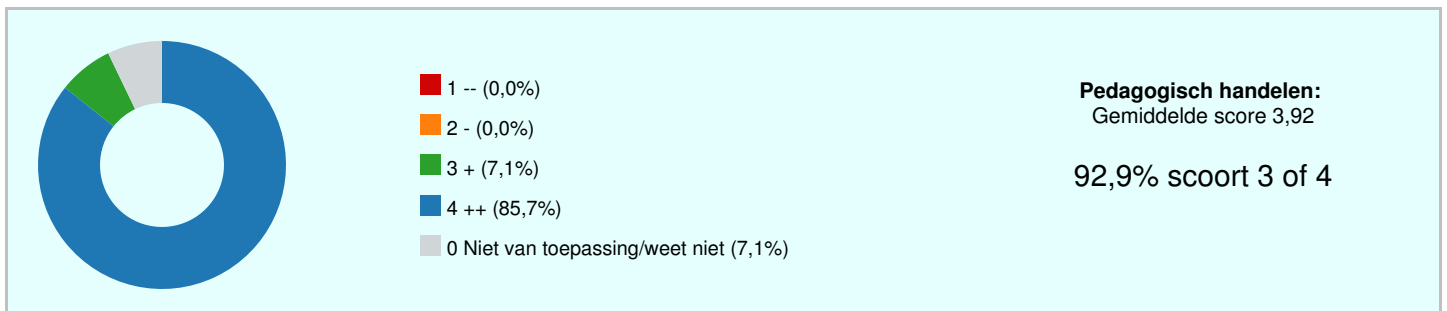 1 -- (0,0%)
2 - (0,0%)
3 + (7,1%)
4 ++ (85,7%)
0 Niet van toepassing/weet niet (7,1%)
Pedagogisch handelen:
Gemiddelde score 3,92
92,9% scoort 3 of 4